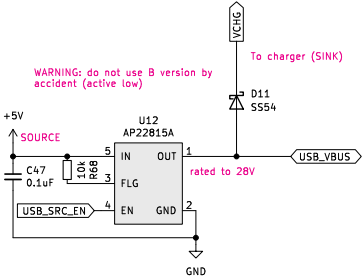 VCHG
To charger (SINK)
WARNING: do not use B version by
accident (active low)
D11
SS54
+5V
SOURCE
U12
AP22815A
C47
0.1uF
10k
R68
5
IN
OUT
1
USB_VBUS
rated to 28V
3
FLG
USB_SRC_EN
4
EN
GND
2
GND